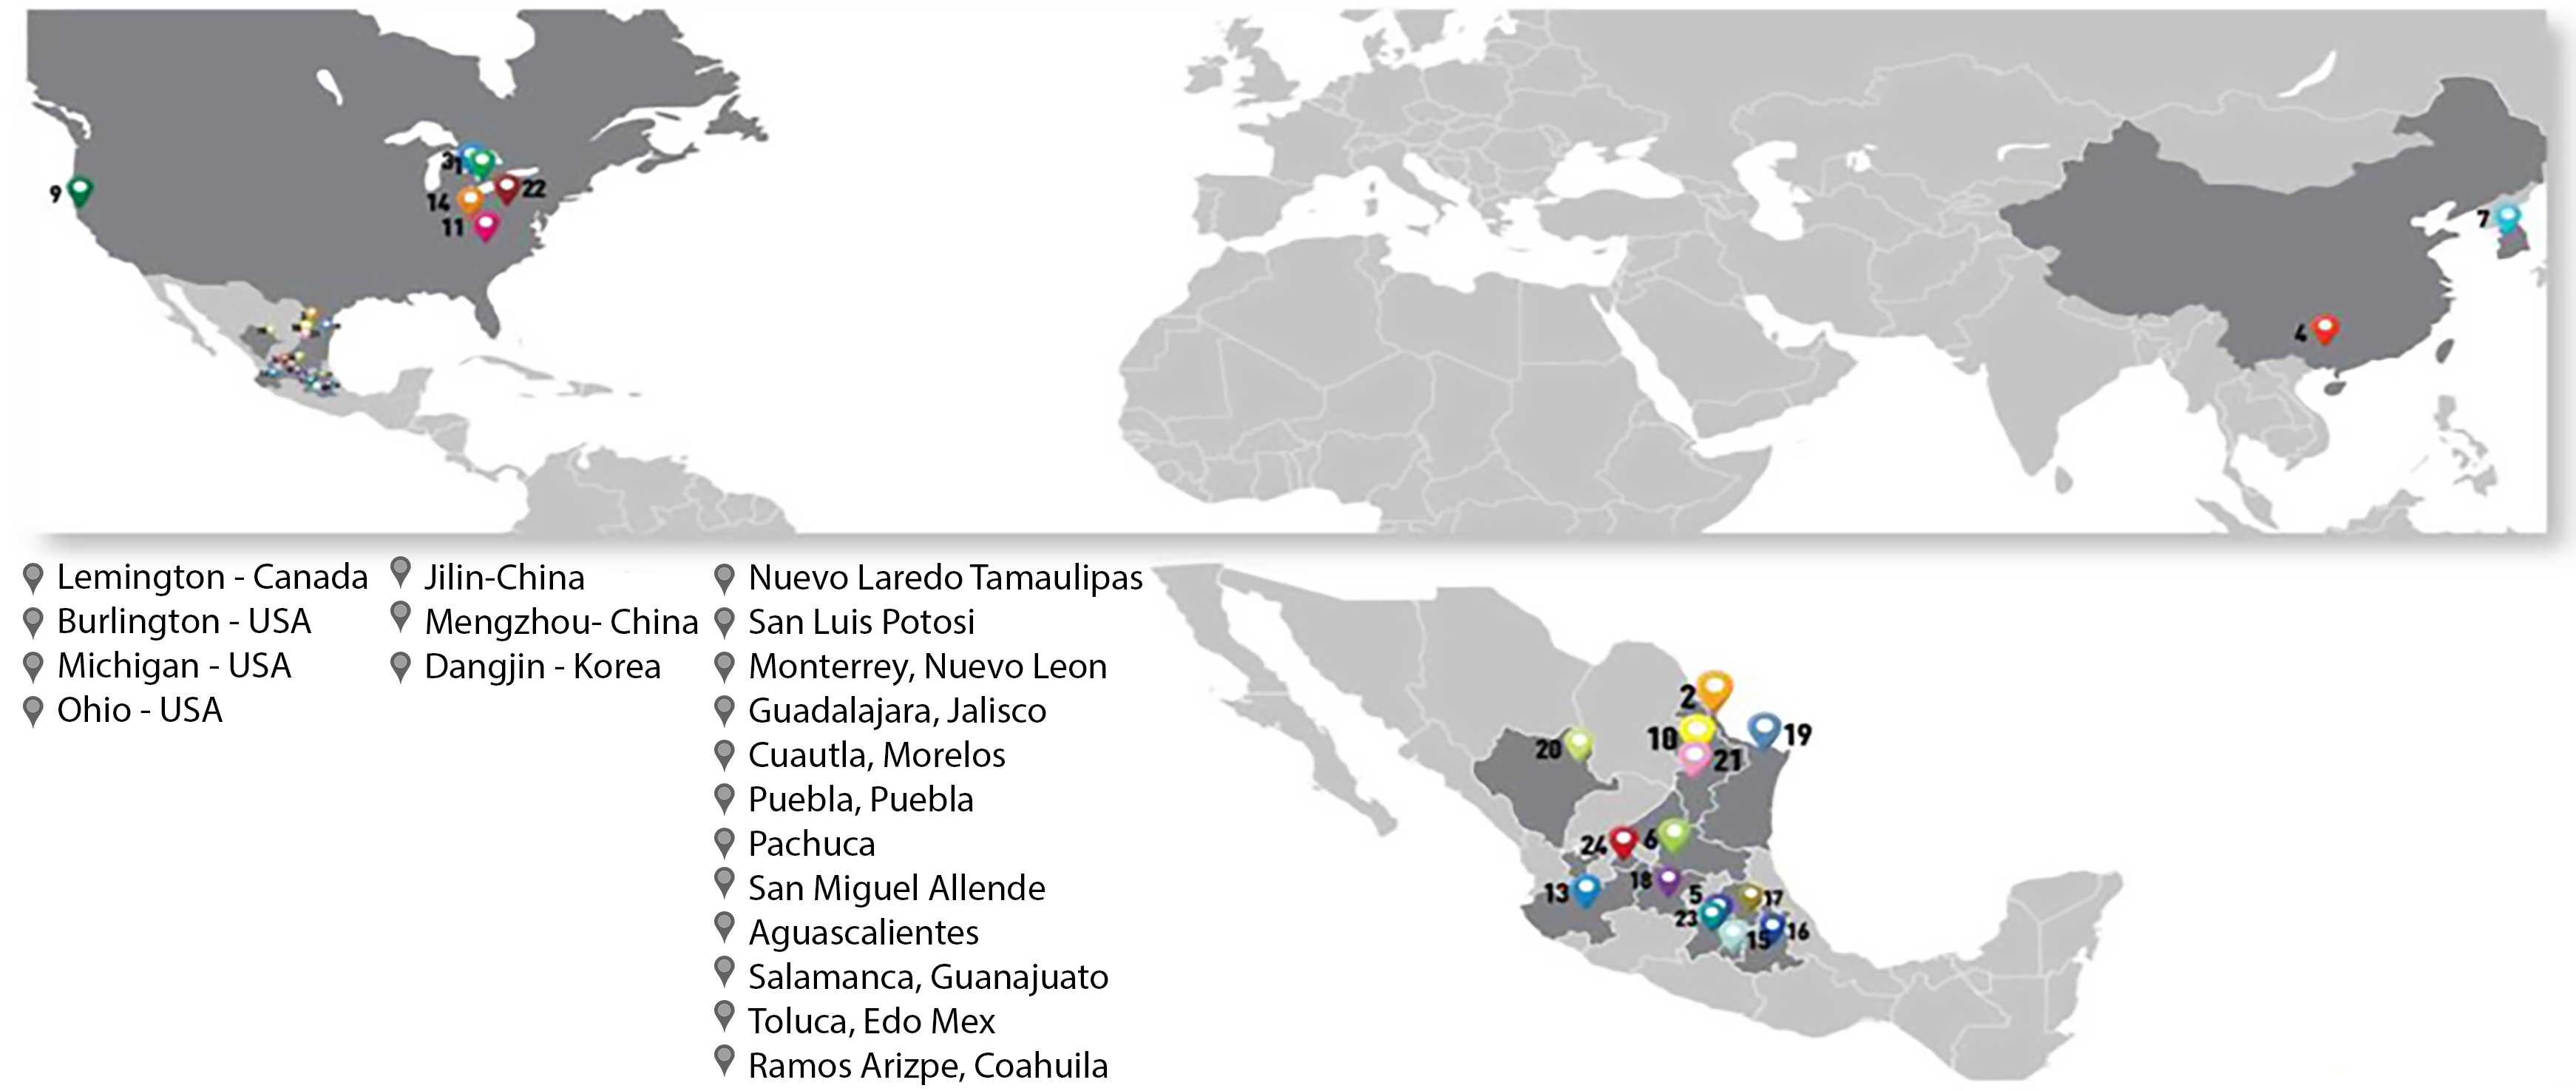 3
1
9
22
14
11
7
4
Lemington - Canada
Burlington - USA
Michigan - USA
Ohio - USA
Jilin-China
Mengzhou- China
Dangjin - Korea
Nuevo Laredo Tamaulipas
San Luis Potosi
Monterrey, Nuevo Leon
Guadalajara, Jalisco
Cuautla, Morelos
Puebla, Puebla
Pachuca
San Miguel Allende
Aguascalientes
Salamanca, Guanajuato
Toluca, Edo Mex
Ramos Arizpe, Coahuila
2
10
19
20
21
24
6
13
18
5
17
23
15
16